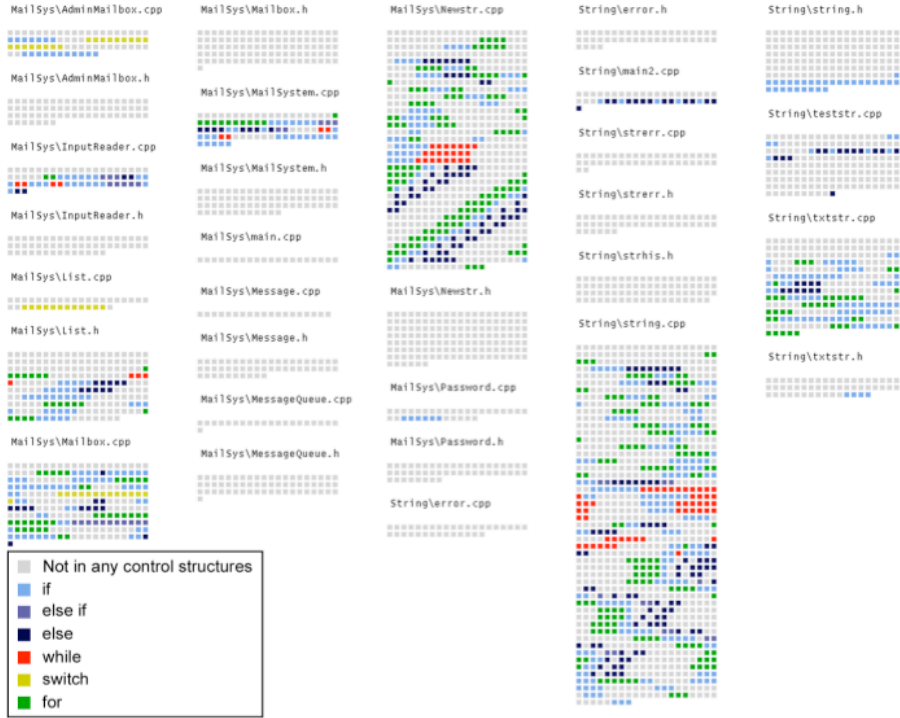 MailSys\AdminMailbox.cpp
MailSys\AdminMailbox.h
MailSys\InputReader.cpp
MailSys\InputReader.h
MailSys\List.cpp
MailSys\List.h
MailSys\Mailbox.cpp
MailSys\Mailbox.h
MailSys\MailSystem.cpp
MailSys\MailSystem.h
MailSys\main.cpp
MailSys\Message.cpp
MailSys\Message.h
MailSys\MessageQueue.cpp
MailSys\MessageQueue.h
MailSys\Newstr.cpp
MailSys\Newstr.h
MailSys\Password.cpp
MailSys\Password.h
String\error.cpp
String\error.h
String\main2.cpp
String\strerr.cpp
String\strerr.h
String\strhis.h
String\string.cpp
String\string.h
String\teststr.cpp
String\txtstr.cpp
String\txtstr.h
Not in any control structures
if
else if
else
while
switch
for